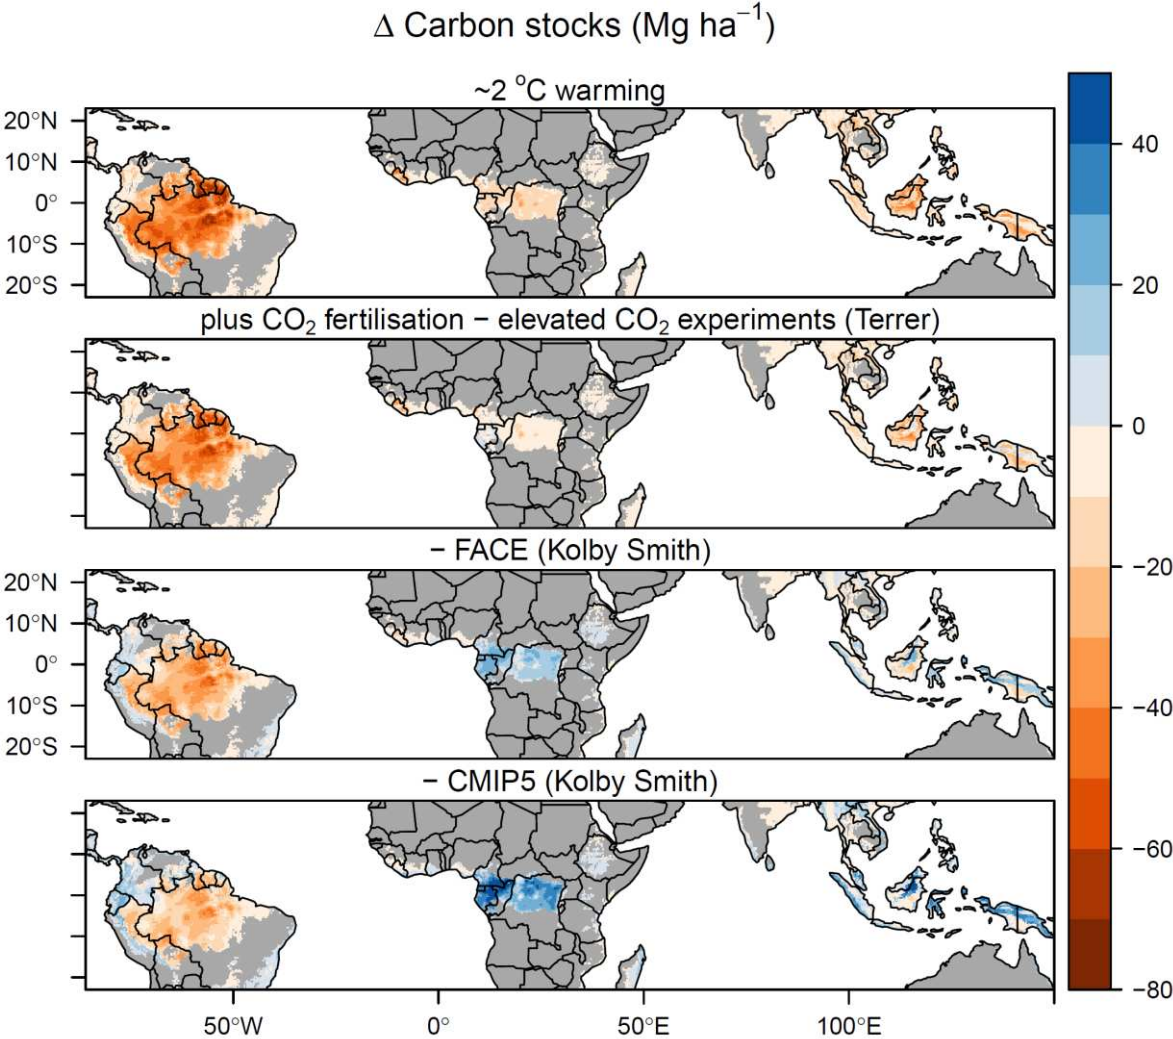 Δ Carbon stocks (Mg ha⁻¹)
~2 °C warming
20°N
10°N
0°
10°S
20°S
plus CO₂ fertilisation − elevated CO₂ experiments (Terrer)
− FACE (Kolby Smith)
20°N
10°N
0°
10°S
20°S
− CMIP5 (Kolby Smith)
50°W 0° 50°E 100°E
40
20
0
−20
−40
−60
−80